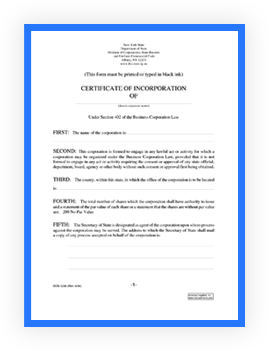 New York State
Department of State
Division of Corporations, State Records
and Uniform Commercial Code
Albany, NY 12231
(This form must be printed or typed in black ink)
CERTIFICATE OF INCORPORATION
OF
Under Section 402 of the Business Corporation Law
FIRST: The name of the corporation is
SECOND: This corporation is formed to engage in any lawful act or activity for which a
corporation may be organized under the Business Corporation Law, provided that it is not
formed to engage in any act or activity requiring the consent or approval of any state official,
department, board, agency or other body without such consent or approval first being obtained.
THIRD: The county, within this state, in which the office of the corporation is to be
located is
FOURTH: The total number of shares which the corporation shall have authority to issue
and a statement of the par value of each share or a statement that the shares are without par value
are: 200 No Par Value
FIFTH: The Secretary of State is designated as agent of the corporation upon whom process
against the corporation may be served. The address to which the Secretary of State shall mail
a copy of any process accepted on behalf of the corporation is:
-1-